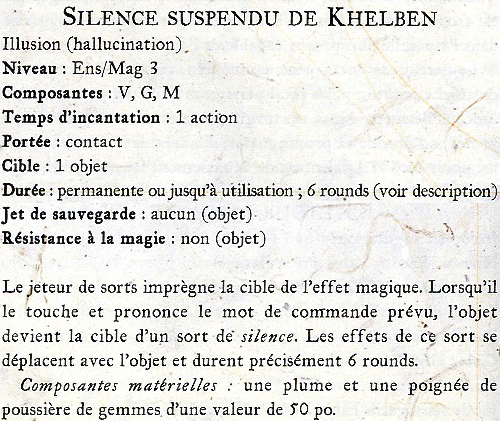 SILENCE SUSPENDU DE KHELBEN
Illusion (hallucination)
Niveau : Ens/Mag 3
Composantes : V, G, M
Temps d'incantation : 1 action
Portée : contact
Cible : 1 objet
Durée : permanente ou jusqu'à utilisation ; 6 rounds (voir description)
Jet de sauvegarde : aucun (objet)
Résistance à la magie : non (objet)
Le jeteur de sorts imprègne la cible de l'effet magique. Lorsqu'il
le touche et prononce le mot de commande prévu, l'objet
devient la cible d'un sort de silence. Les effets de ce sort se
déplacent avec l'objet et durent précisément 6 rounds.
Composantes matérielles : une plume et une poignée de
poussière de gemmes d'une valeur de 50 po.